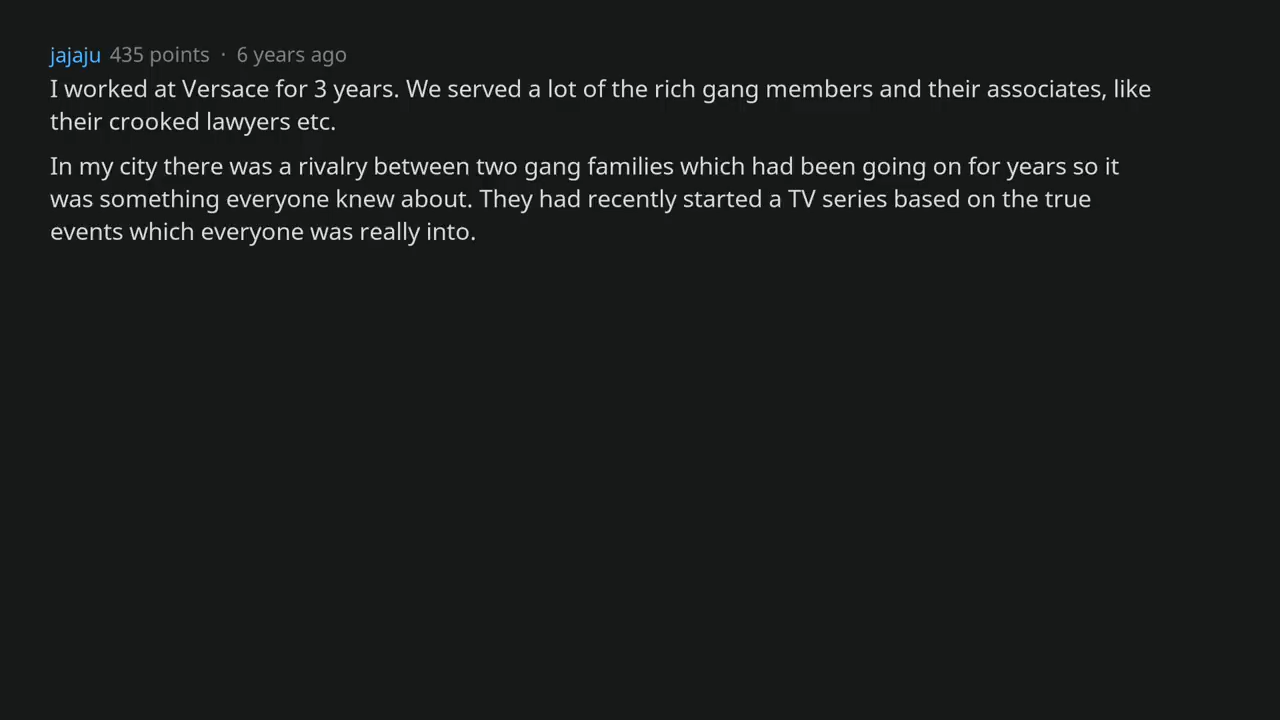 jajaju 435 points · 6 years ago
I worked at Versace for 3 years. We served a lot of the rich gang members and their associates, like
their crooked lawyers etc.
In my city there was a rivalry between two gang families which had been going on for years so it
was something everyone knew about. They had recently started a TV series based on the true
events which everyone was really into.